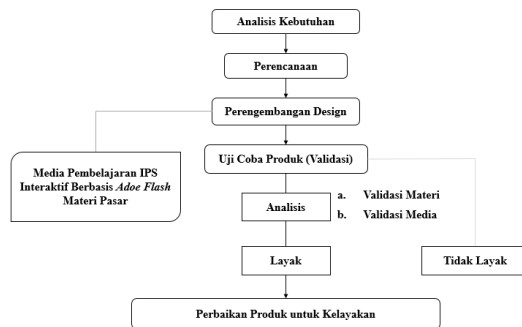 Analisis Kebutuhan
Perencanaan
Perengembangan Design
Uji Coba Produk (Validasi)
Media Pembelajaran IPS
Interaktif Berbasis Adoe Flash
Materi Pasar
Analisis
a. Validasi Materi
b. Validasi Media
Layak
Tidak Layak
Perbaikan Produk untuk Kelayakan